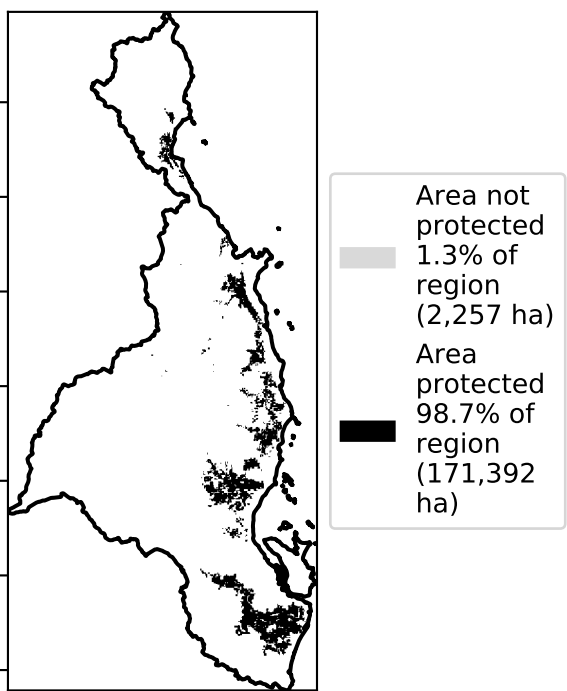 Area not
protected
1.3% of
region
(2,257 ha)
Area
protected
98.7% of
region
(171,392
ha)